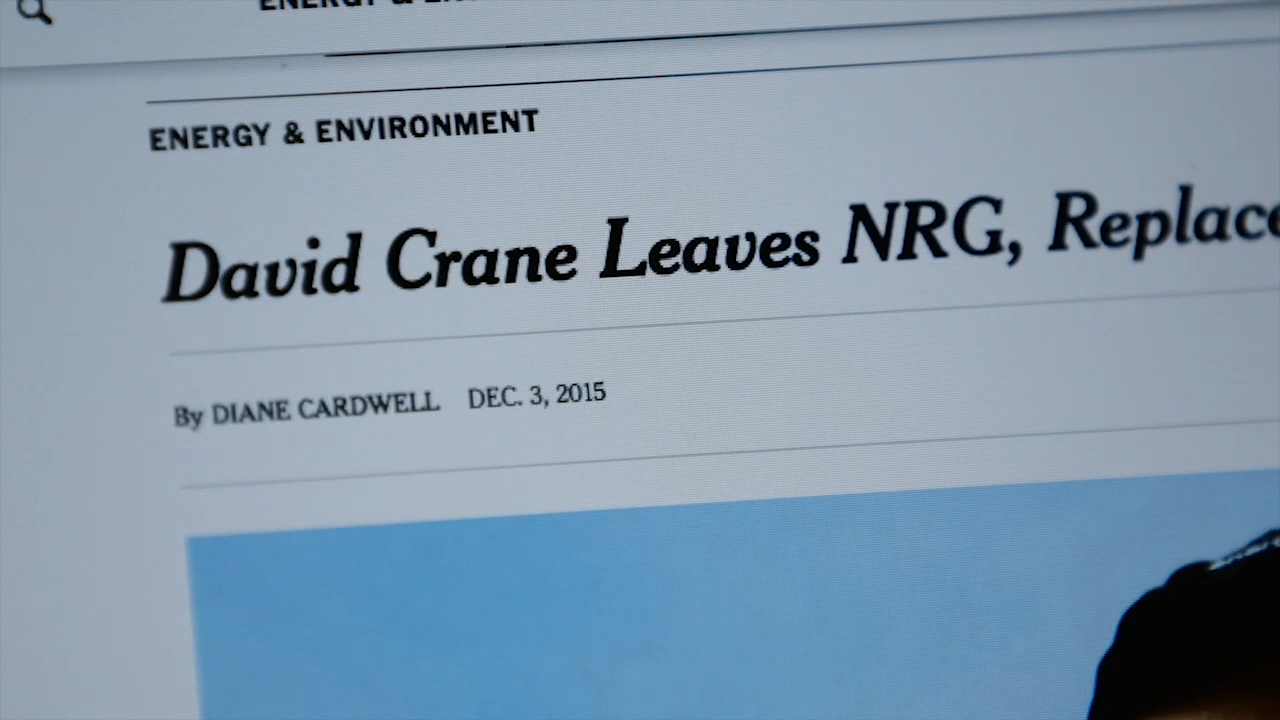 ENERGY & ENVIRONMENT
David Crane Leaves NRG,
By DIANE CARDWELL DEC. 3, 2015